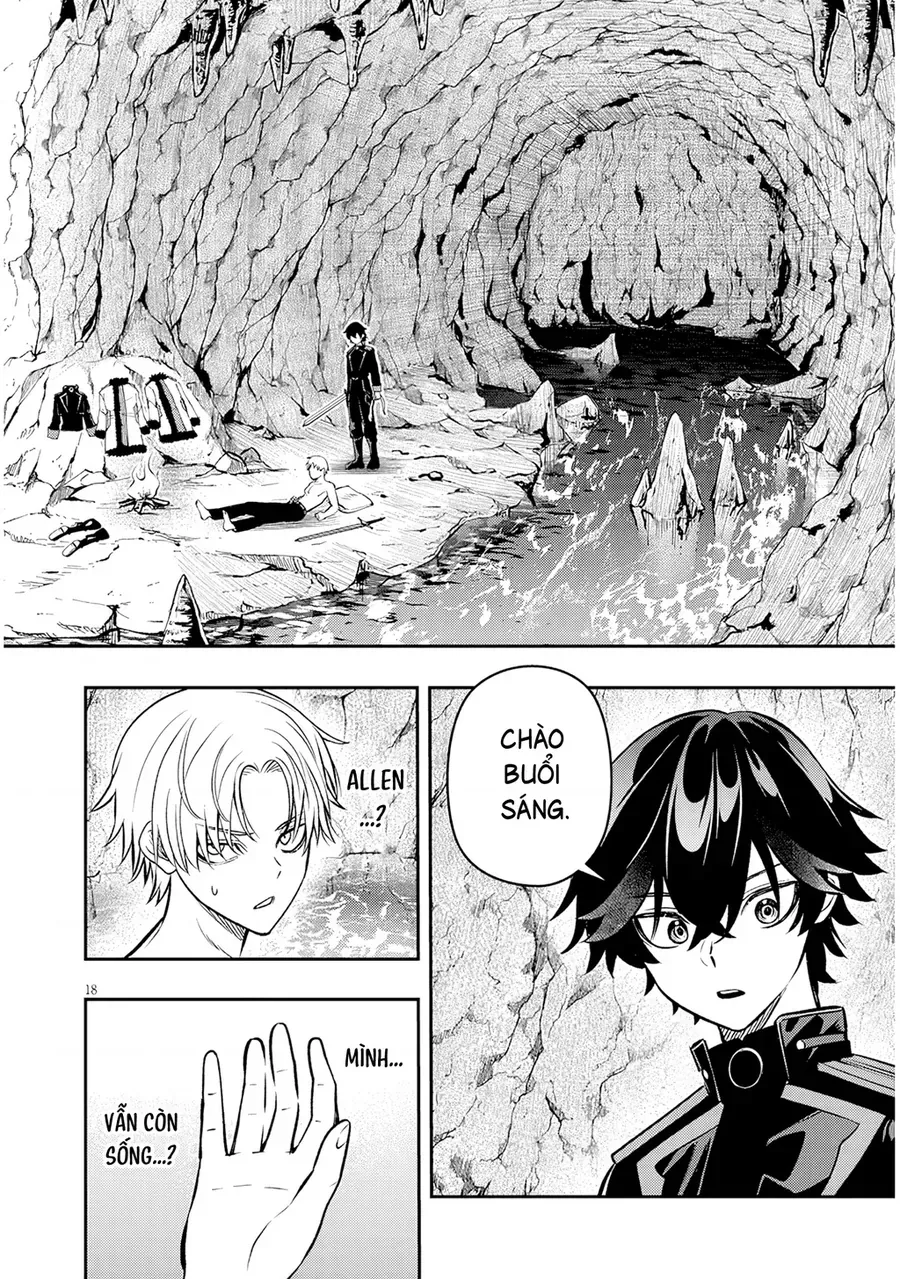 CHÀO
BUỔI
SÁNG.
ALLEN
...?
18
MÌNH...
VẪN CÒN
SỐNG...?